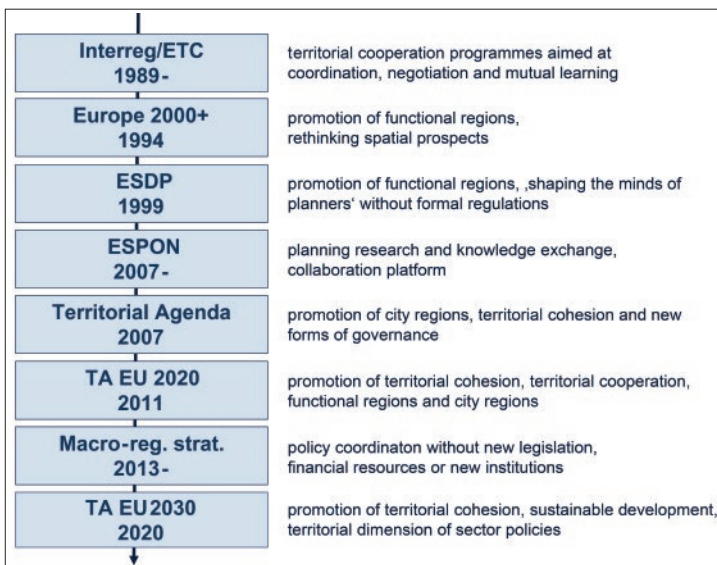 Interreg/ETC
1989-
territorial cooperation programmes aimed at
coordination, negotiation and mutual learning
Europe 2000+
1994
promotion of functional regions,
rethinking spatial prospects
ESDP
1999
promotion of functional regions, ‚shaping the minds of
planners‘ without formal regulations
ESPON
2007-
planning research and knowledge exchange,
collaboration platform
Territorial Agenda
2007
promotion of city regions, territorial cohesion and new
forms of governance
TA EU 2020
2011
promotion of territorial cohesion, territorial cooperation,
functional regions and city regions
Macro-reg. strat.
2013-
policy coordinaton without new legislation,
financial resources or new institutions
TA EU2030
2020
promotion of territorial cohesion, sustainable development,
territorial dimension of sector policies